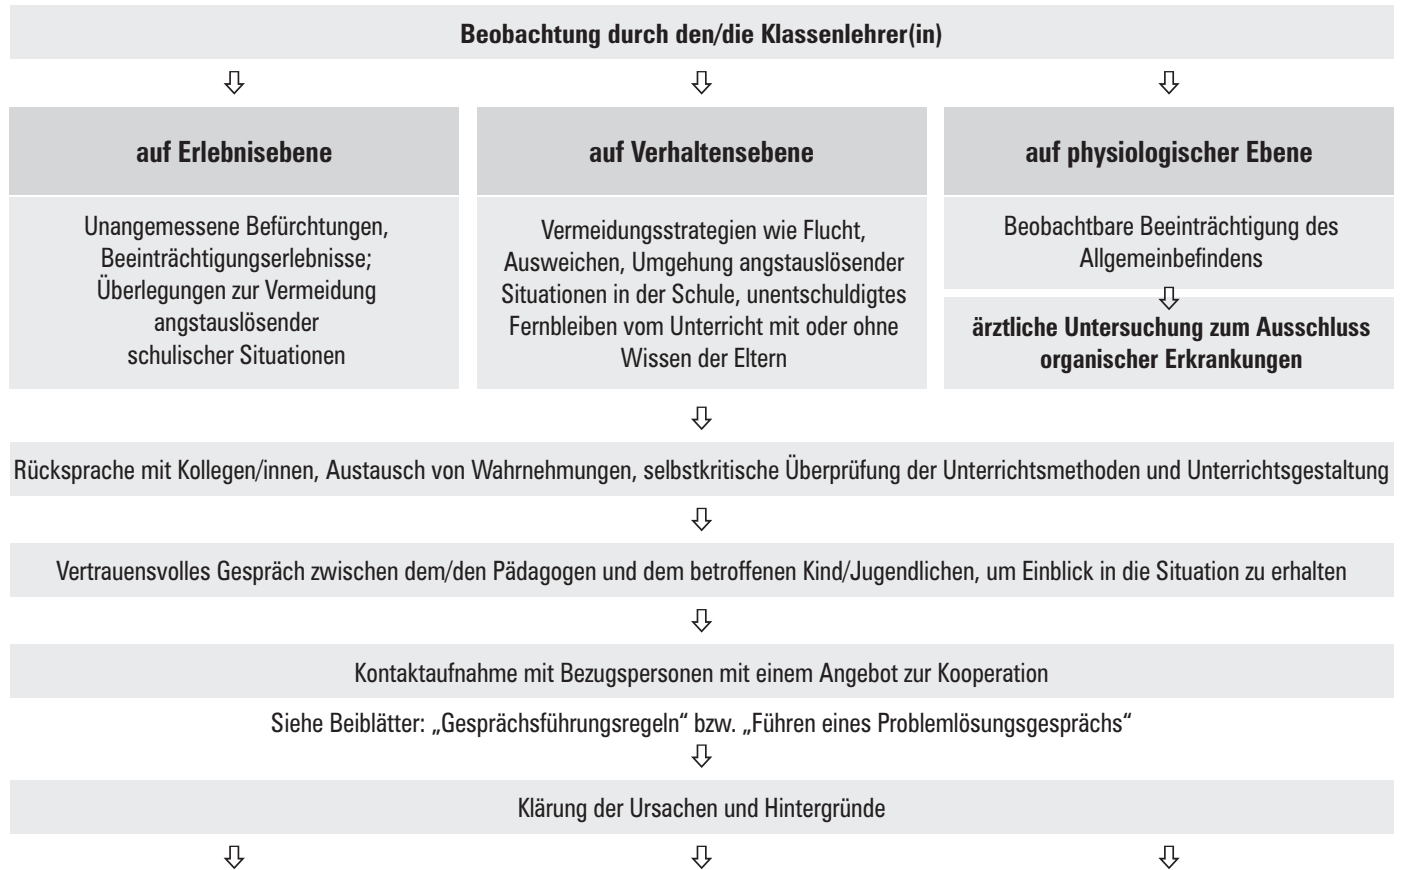 Beobachtung durch den/die Klassenlehrer(in)
auf Erlebnisebene
Unangemessene Befürchtungen,
Beeinträchtigungserlebnisse;
Überlegungen zur Vermeidung
angstauslösender
schulischer Situationen
auf Verhaltensebene
Vermeidungsstrategien wie Flucht,
Ausweichen, Umgehung angstauslösender
Situationen in der Schule, unentschuldigtes
Fernbleiben vom Unterricht mit oder ohne
Wissen der Eltern
auf physiologischer Ebene
Beobachtbare Beeinträchtigung des
Allgemeinbefindens
ärztliche Untersuchung zum Ausschluss
organischer Erkrankungen
Rücksprache mit Kollegen/innen, Austausch von Wahrnehmungen, selbstkritische Überprüfung der Unterrichtsmethoden und Unterrichtsgestaltung
Vertrauensvolles Gespräch zwischen dem/den Pädagogen und dem betroffenen Kind/Jugendlichen, um Einblick in die Situation zu erhalten
Kontaktaufnahme mit Bezugspersonen mit einem Angebot zur Kooperation
Siehe Beiblätter: „Gesprächsführungsregeln“ bzw. „Führen eines Problemlösungsgesprächs“
Klärung der Ursachen und Hintergründe